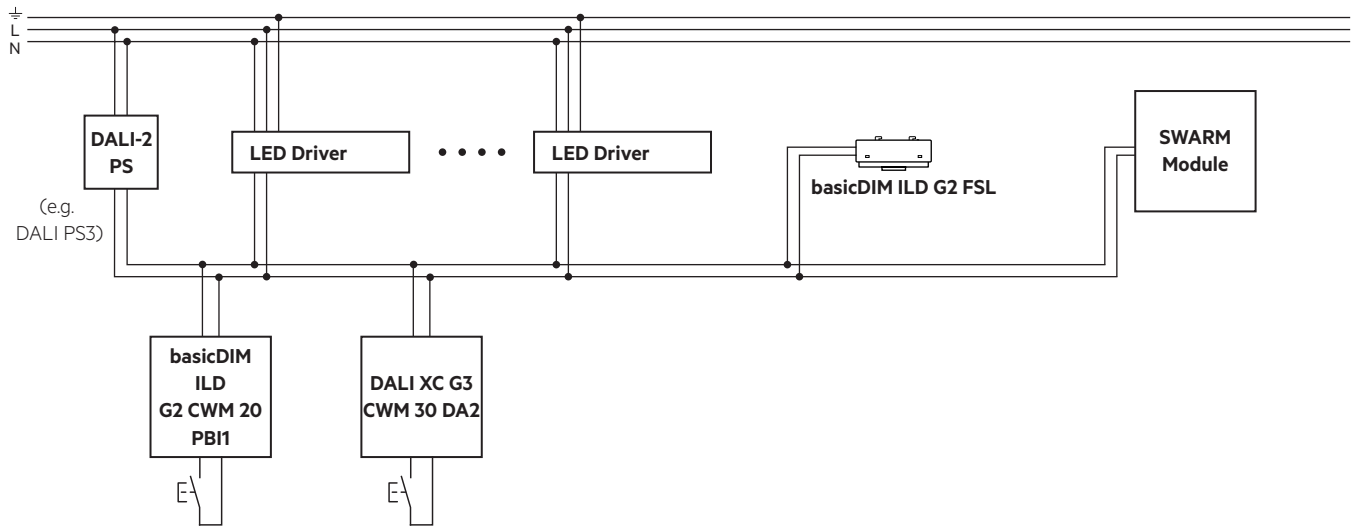 L
N
DALI-2
PS
(e.g.
DALI PS3)
LED Driver
LED Driver
basicDIM ILD G2 FSL
SWARM
Module
basicDIM
ILD
G2 CWM 20
PBI1
DALI XC G3
CWM 30 DA2